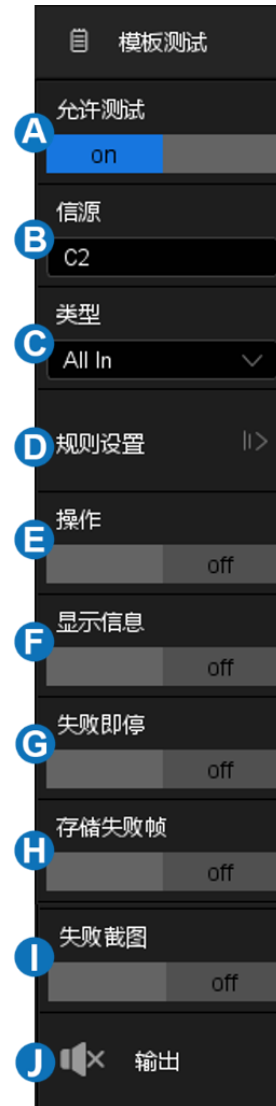 模板测试
允许测试
A
on
信源
B
C2
类型
C
All In
D 规则设置
操作
E
off
显示信息
F
off
失败即停
G
off
存储失败帧
H
off
失败截图
I
off
J 输出